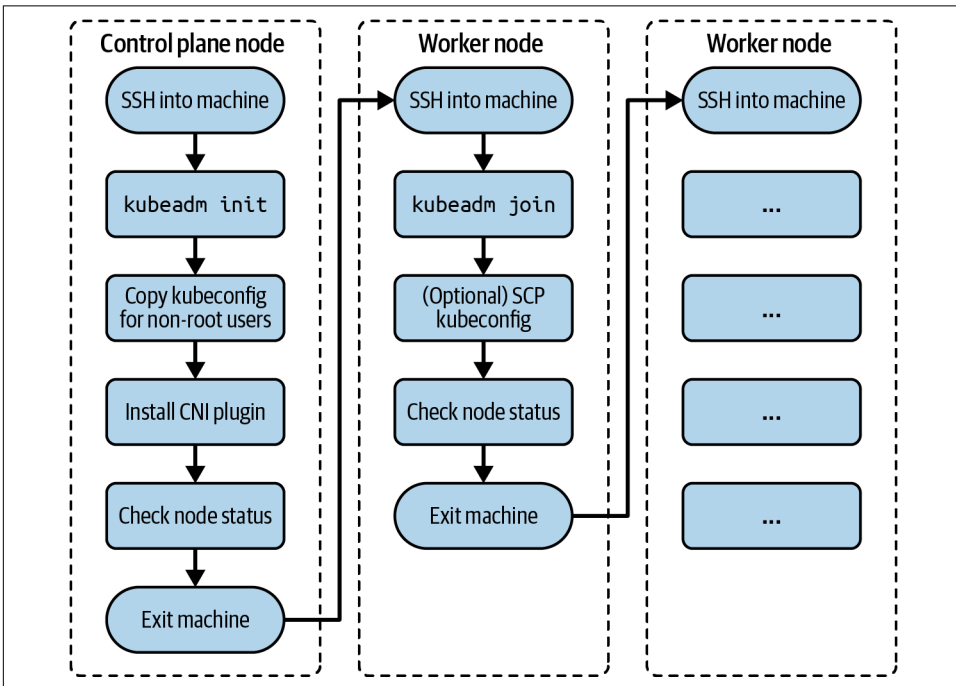 Control plane node
SSH into machine
kubeadm init
Copy kubeconfig
for non-root users
Install CNI plugin
Check node status
Exit machine
Worker node
SSH into machine
kubeadm join
(Optional) SCP
kubeconfig
Check node status
Exit machine
Worker node
SSH into machine
...
...
...
...